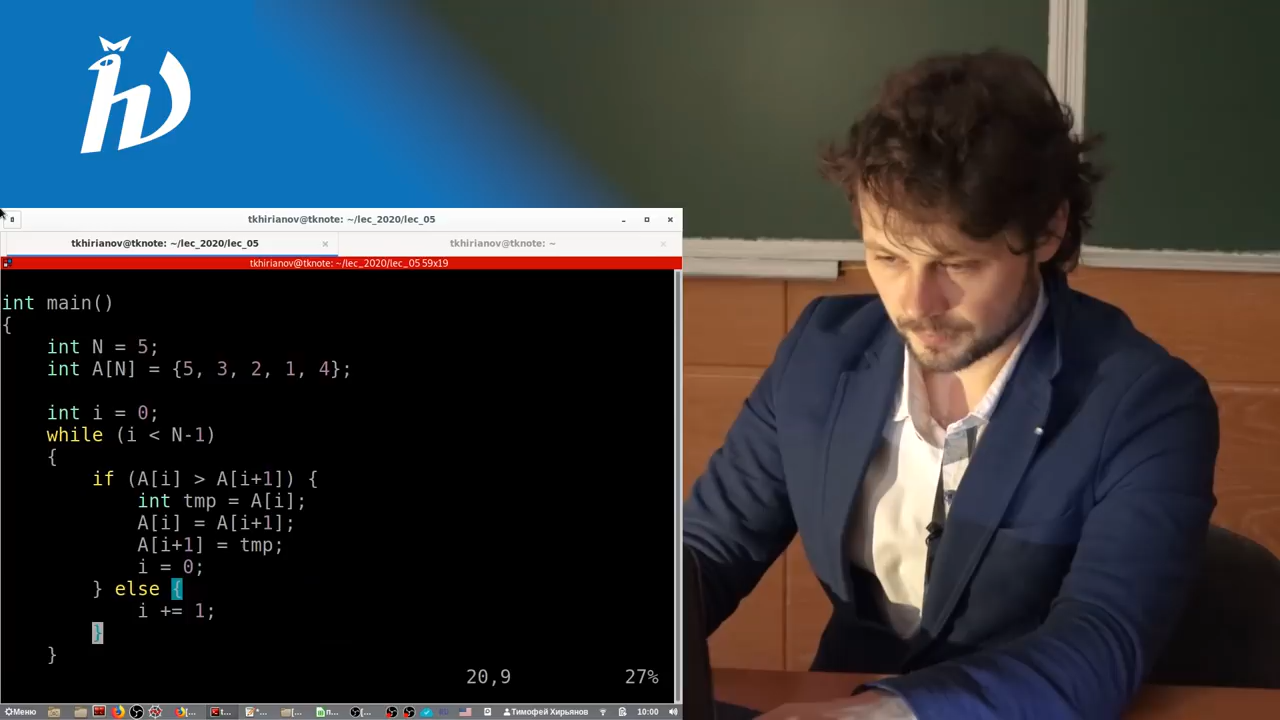 tkhirianov@tknote: ~/lec_2020/lec_05
tkhirianov@tknote: ~/lec_2020/lec_05
tkhirianov@tknote: ~
tkhirianov@tknote: ~/lec_2020/lec_05 59x19
int main()
{
    int N = 5;
    int A[N] = {5, 3, 2, 1, 4};
    int i = 0;
    while (i < N-1)
    {
        if (A[i] > A[i+1]) {
            int tmp = A[i];
            A[i] = A[i+1];
            A[i+1] = tmp;
            i = 0;
        } else {
            i += 1;
        }
    }
20,9 27%
Меню Тимофей Хирьянов 10:00